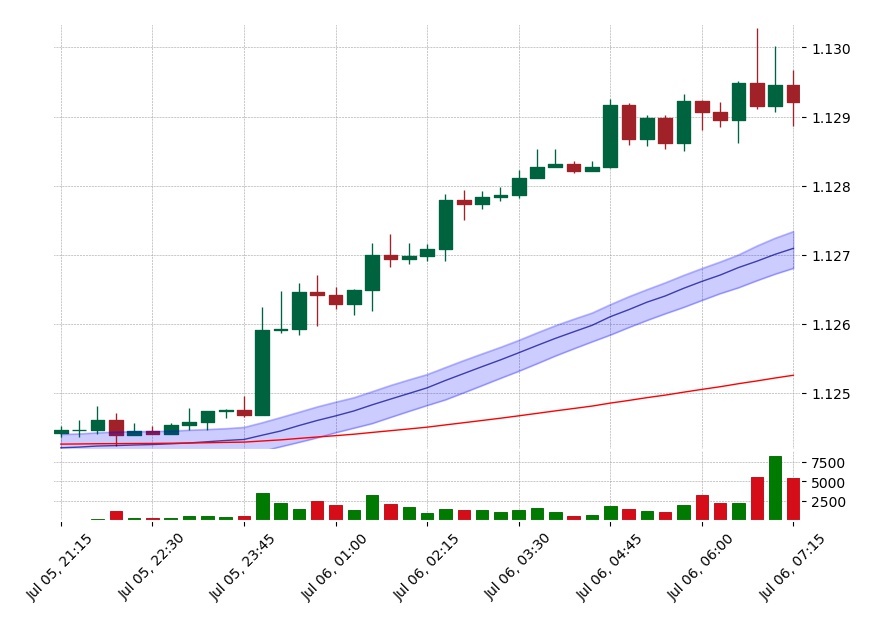 1.130
1.129
1.128
1.127
1.126
1.125
7500
5000
2500
Jul 05, 21:15
Jul 05, 22:30
Jul 05, 23:45
Jul 06, 01:00
Jul 06, 02:15
Jul 06, 03:30
Jul 06, 04:45
Jul 06, 06:00
Jul 06, 07:15